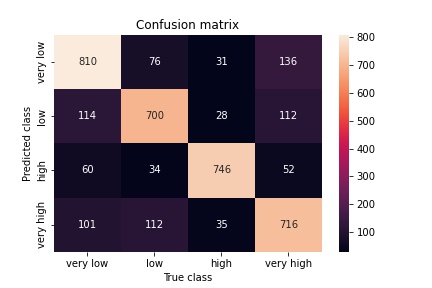 Confusion matrix
800
very low 810 76 31 136
700
600
low 114 700 28 112
500
Predicted class
400
high 60 34 746 52
300
200
very high 101 112 35 716
100
very low low high very high
True class